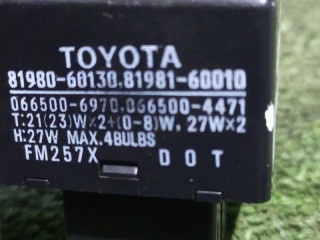 TOYOTA
81980-60130.81981-60010
066500-6970.066500-4471
T:21(23)W×2+(0-8)W. 27W×2
H:27W MAX.4BULBS
FM257X DOT